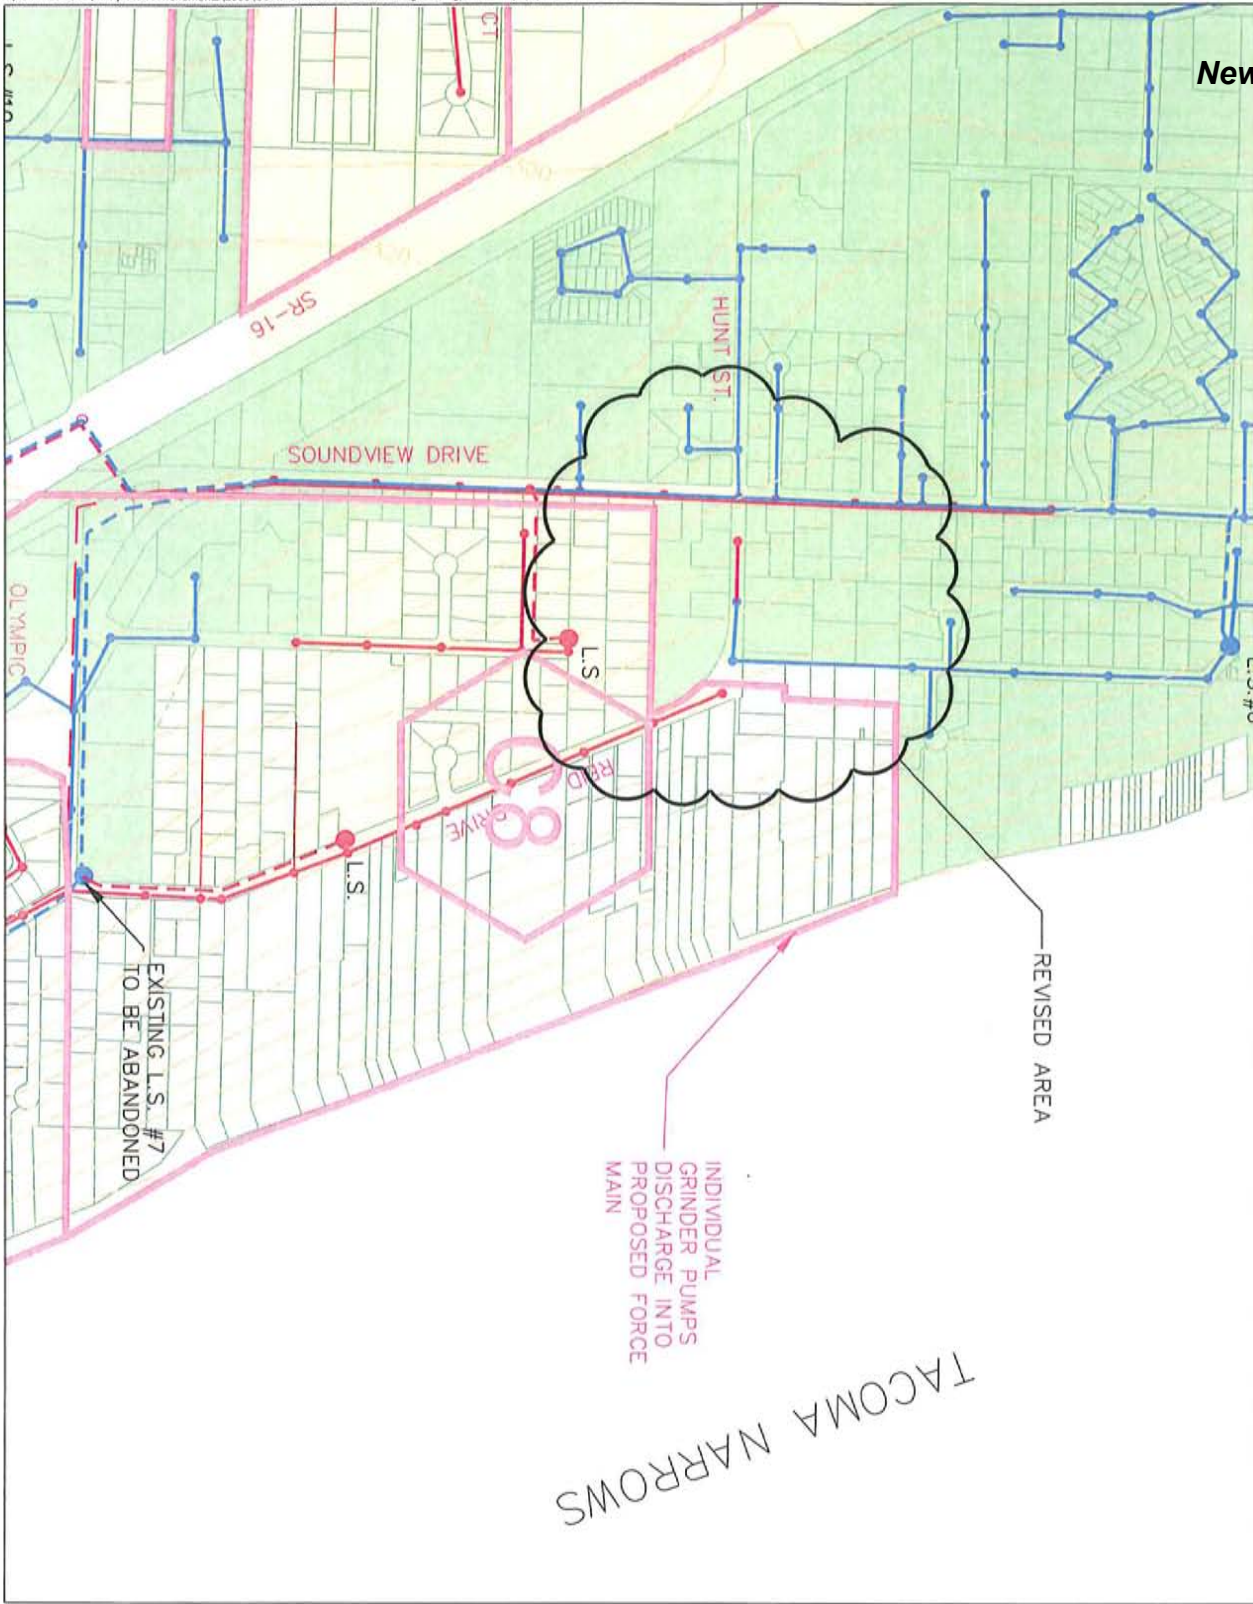 New
CT
SR-16
HUNT ST.
SOUNDVIEW DRIVE
OLYMPIC
L.S
REID
DRIVE
C8
L.S.
EXISTING L.S. #7
TO BE ABANDONED
REVISED AREA
INDIVIDUAL
GRINDER PUMPS
DISCHARGE INTO
PROPOSED FORCE
MAIN
TACOMA NARROWS